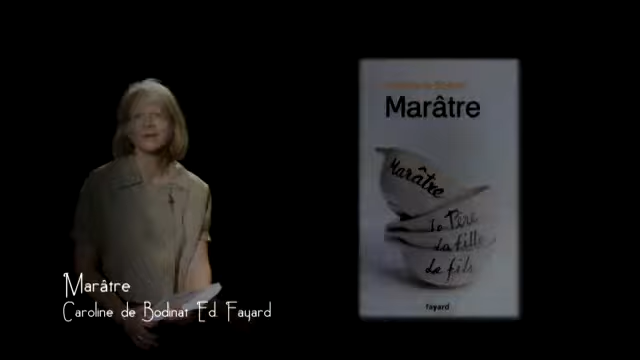 Marâtre
Marâtre
Le Père
La fille
Le fils
fayard
Marâtre
Caroline de Bodinat Ed. Fayard